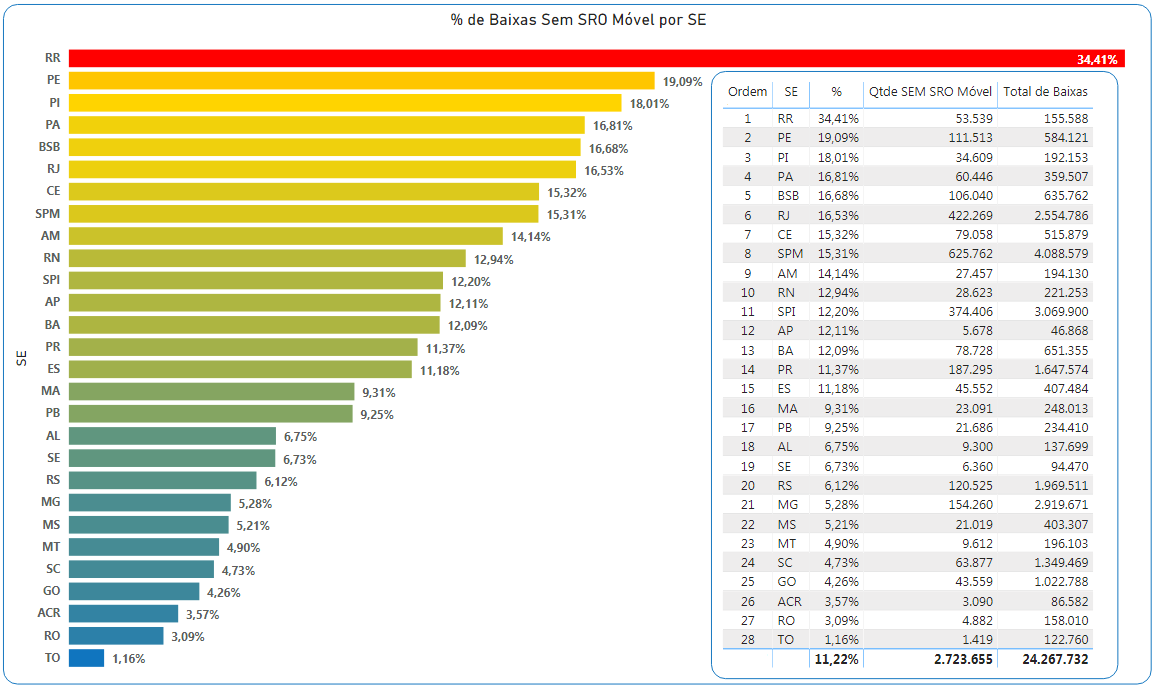 % de Baixas Sem SRO Móvel por SE
SE
RR 34,41%
PE 19,09%
PI 18,01%
PA 16,81%
BSB 16,68%
RJ 16,53%
CE 15,32%
SPM 15,31%
AM 14,14%
RN 12,94%
SPI 12,20%
AP 12,11%
BA 12,09%
PR 11,37%
ES 11,18%
MA 9,31%
PB 9,25%
AL 6,75%
SE 6,73%
RS 6,12%
MG 5,28%
MS 5,21%
MT 4,90%
SC 4,73%
GO 4,26%
ACR 3,57%
RO 3,09%
TO 1,16%
Ordem SE % Qtde SEM SRO Móvel Total de Baixas
1 RR 34,41% 53.539 155.588
2 PE 19,09% 111.513 584.121
3 PI 18,01% 34.609 192.153
4 PA 16,81% 60.446 359.507
5 BSB 16,68% 106.040 635.762
6 RJ 16,53% 422.269 2.554.786
7 CE 15,32% 79.058 515.879
8 SPM 15,31% 625.762 4.088.579
9 AM 14,14% 27.457 194.130
10 RN 12,94% 28.623 221.253
11 SPI 12,20% 374.406 3.069.900
12 AP 12,11% 5.678 46.868
13 BA 12,09% 78.728 651.355
14 PR 11,37% 187.295 1.647.574
15 ES 11,18% 45.552 407.484
16 MA 9,31% 23.091 248.013
17 PB 9,25% 21.686 234.410
18 AL 6,75% 9.300 137.699
19 SE 6,73% 6.360 94.470
20 RS 6,12% 120.525 1.969.511
21 MG 5,28% 154.260 2.919.671
22 MS 5,21% 21.019 403.307
23 MT 4,90% 9.612 196.103
24 SC 4,73% 63.877 1.349.469
25 GO 4,26% 43.559 1.022.788
26 ACR 3,57% 3.090 86.582
27 RO 3,09% 4.882 158.010
28 TO 1,16% 1.419 122.760
11,22% 2.723.655 24.267.732